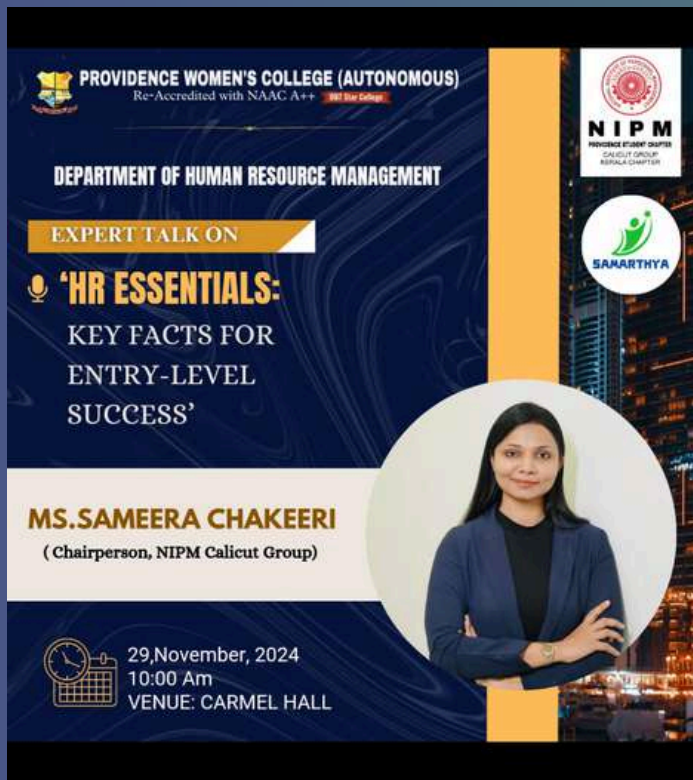 PROVIDENCE WOMEN'S COLLEGE (AUTONOMOUS)
Re-Accredited with NAAC A++ DBT Star College
DEPARTMENT OF HUMAN RESOURCE MANAGEMENT
EXPERT TALK ON
‘HR ESSENTIALS:
KEY FACTS FOR
ENTRY-LEVEL
SUCCESS’
MS.SAMEERA CHAKEERI
( Chairperson, NIPM Calicut Group)
29,November, 2024
10:00 Am
VENUE: CARMEL HALL
NIPM
PROVIDENCE STUDENT CHAPTER
CALICUT GROUP
KERALA CHAPTER
SAMARTHYA